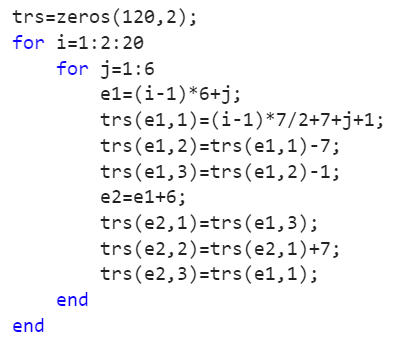 trs=zeros(120,2);
for i=1:2:20
    for j=1:6
        e1=(i-1)*6+j;
        trs(e1,1)=(i-1)*7/2+7+j+1;
        trs(e1,2)=trs(e1,1)-7;
        trs(e1,3)=trs(e1,2)-1;
        e2=e1+6;
        trs(e2,1)=trs(e1,3);
        trs(e2,2)=trs(e2,1)+7;
        trs(e2,3)=trs(e1,1);
    end
end